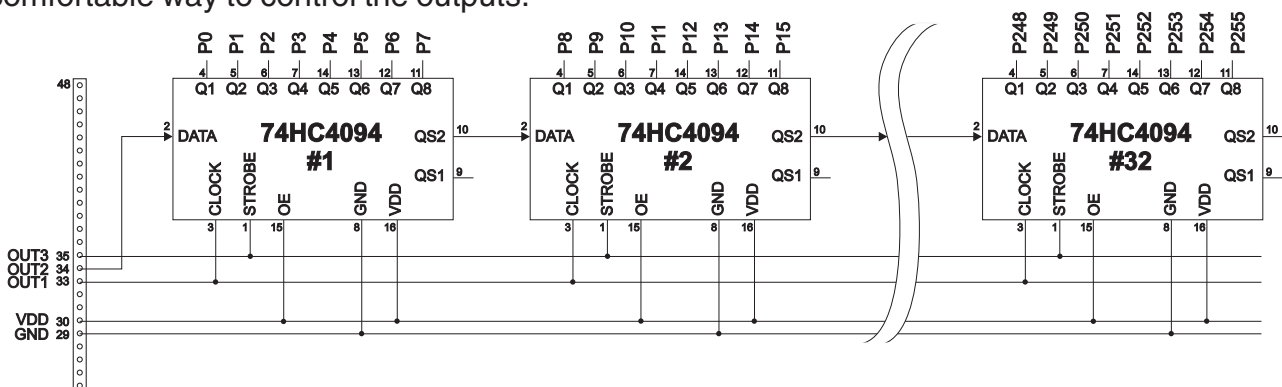 comfortable way to control the outputs.
P0 P1 P2 P3 P4 P5 P6 P7 P8 P9 P10 P11 P12 P13 P14 P15 P248 P249 P250 P251 P252 P253 P254 P255
4 5 6 7 14 13 12 11 4 5 6 7 14 13 12 11 4 5 6 7 14 13 12 11
48 Q1 Q2 Q3 Q4 Q5 Q6 Q7 Q8 Q1 Q2 Q3 Q4 Q5 Q6 Q7 Q8 Q1 Q2 Q3 Q4 Q5 Q6 Q7 Q8
2 DATA 74HC4094 QS2 10 2 DATA 74HC4094 QS2 10 2 DATA 74HC4094 QS2 10
#1 #2 #32
QS1 9 QS1 9 QS1 9
CLOCK STROBE OE GND VDD CLOCK STROBE OE GND VDD CLOCK STROBE OE GND VDD
3 1 15 8 16 3 1 15 8 16 3 1 15 8 16
OUT3 35
OUT2 34
OUT1 33
VDD 30
GND 29